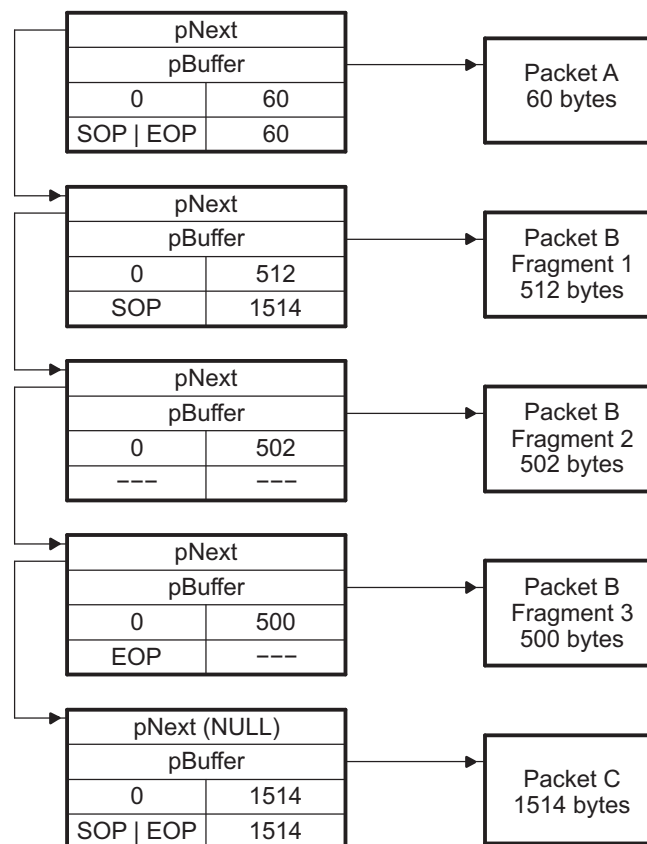 pNext
pBuffer
0 60
SOP | EOP 60
Packet A
60 bytes
pNext
pBuffer
0 512
SOP 1514
Packet B
Fragment 1
512 bytes
pNext
pBuffer
0 502
––– –––
Packet B
Fragment 2
502 bytes
pNext
pBuffer
0 500
EOP –––
Packet B
Fragment 3
500 bytes
pNext (NULL)
pBuffer
0 1514
SOP | EOP 1514
Packet C
1514 bytes